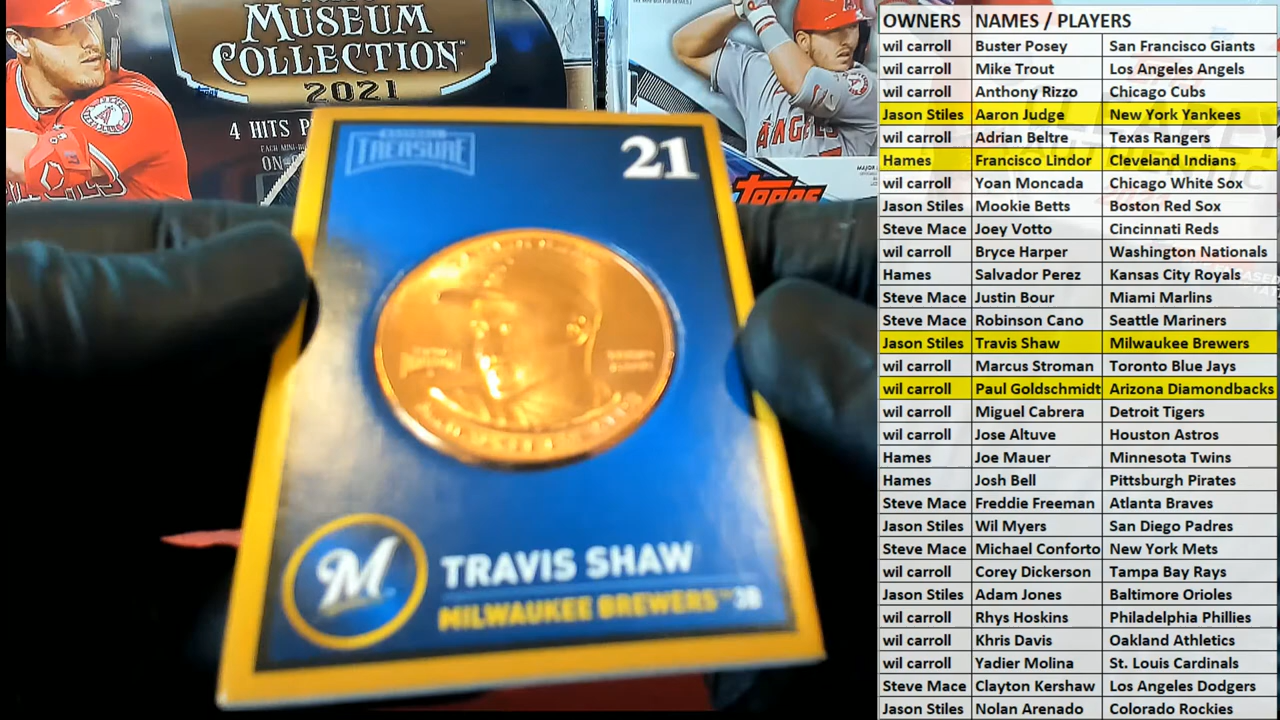 MUSEUM
COLLECTION™
2021
4 HITS P
ON-
ANGELS
TOPPS
TREASURE
21
M
TRAVIS SHAW
MILWAUKEE BREWERS™ 3B
OWNERS NAMES / PLAYERS
wil carroll Buster Posey San Francisco Giants
wil carroll Mike Trout Los Angeles Angels
wil carroll Anthony Rizzo Chicago Cubs
Jason Stiles Aaron Judge New York Yankees
wil carroll Adrian Beltre Texas Rangers
Hames Francisco Lindor Cleveland Indians
wil carroll Yoan Moncada Chicago White Sox
Jason Stiles Mookie Betts Boston Red Sox
Steve Mace Joey Votto Cincinnati Reds
wil carroll Bryce Harper Washington Nationals
Hames Salvador Perez Kansas City Royals
Steve Mace Justin Bour Miami Marlins
Steve Mace Robinson Cano Seattle Mariners
Jason Stiles Travis Shaw Milwaukee Brewers
wil carroll Marcus Stroman Toronto Blue Jays
wil carroll Paul Goldschmidt Arizona Diamondbacks
wil carroll Miguel Cabrera Detroit Tigers
wil carroll Jose Altuve Houston Astros
Hames Joe Mauer Minnesota Twins
Hames Josh Bell Pittsburgh Pirates
Steve Mace Freddie Freeman Atlanta Braves
Jason Stiles Wil Myers San Diego Padres
Steve Mace Michael Conforto New York Mets
wil carroll Corey Dickerson Tampa Bay Rays
Jason Stiles Adam Jones Baltimore Orioles
wil carroll Rhys Hoskins Philadelphia Phillies
wil carroll Khris Davis Oakland Athletics
wil carroll Yadier Molina St. Louis Cardinals
Steve Mace Clayton Kershaw Los Angeles Dodgers
Jason Stiles Nolan Arenado Colorado Rockies